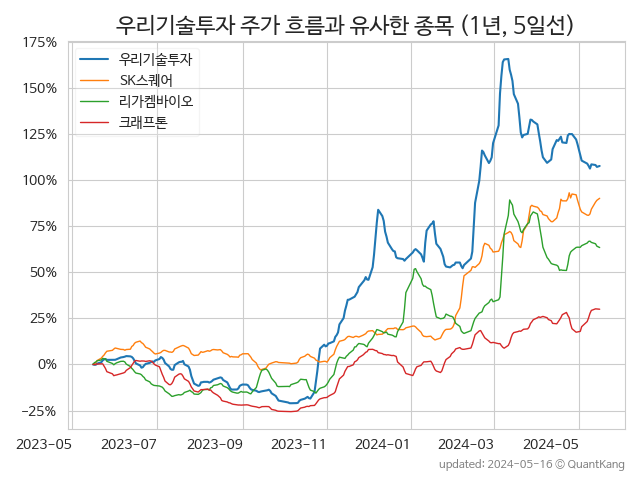 우리기술투자 주가 흐름과 유사한 종목 (1년, 5일선)
175%
150%
125%
100%
75%
50%
25%
0%
−25%
우리기술투자
SK스퀘어
리가켐바이오
크래프톤
2023-05 2023-07 2023-09 2023-11 2024-01 2024-03 2024-05
updated: 2024-05-16 © QuantKang